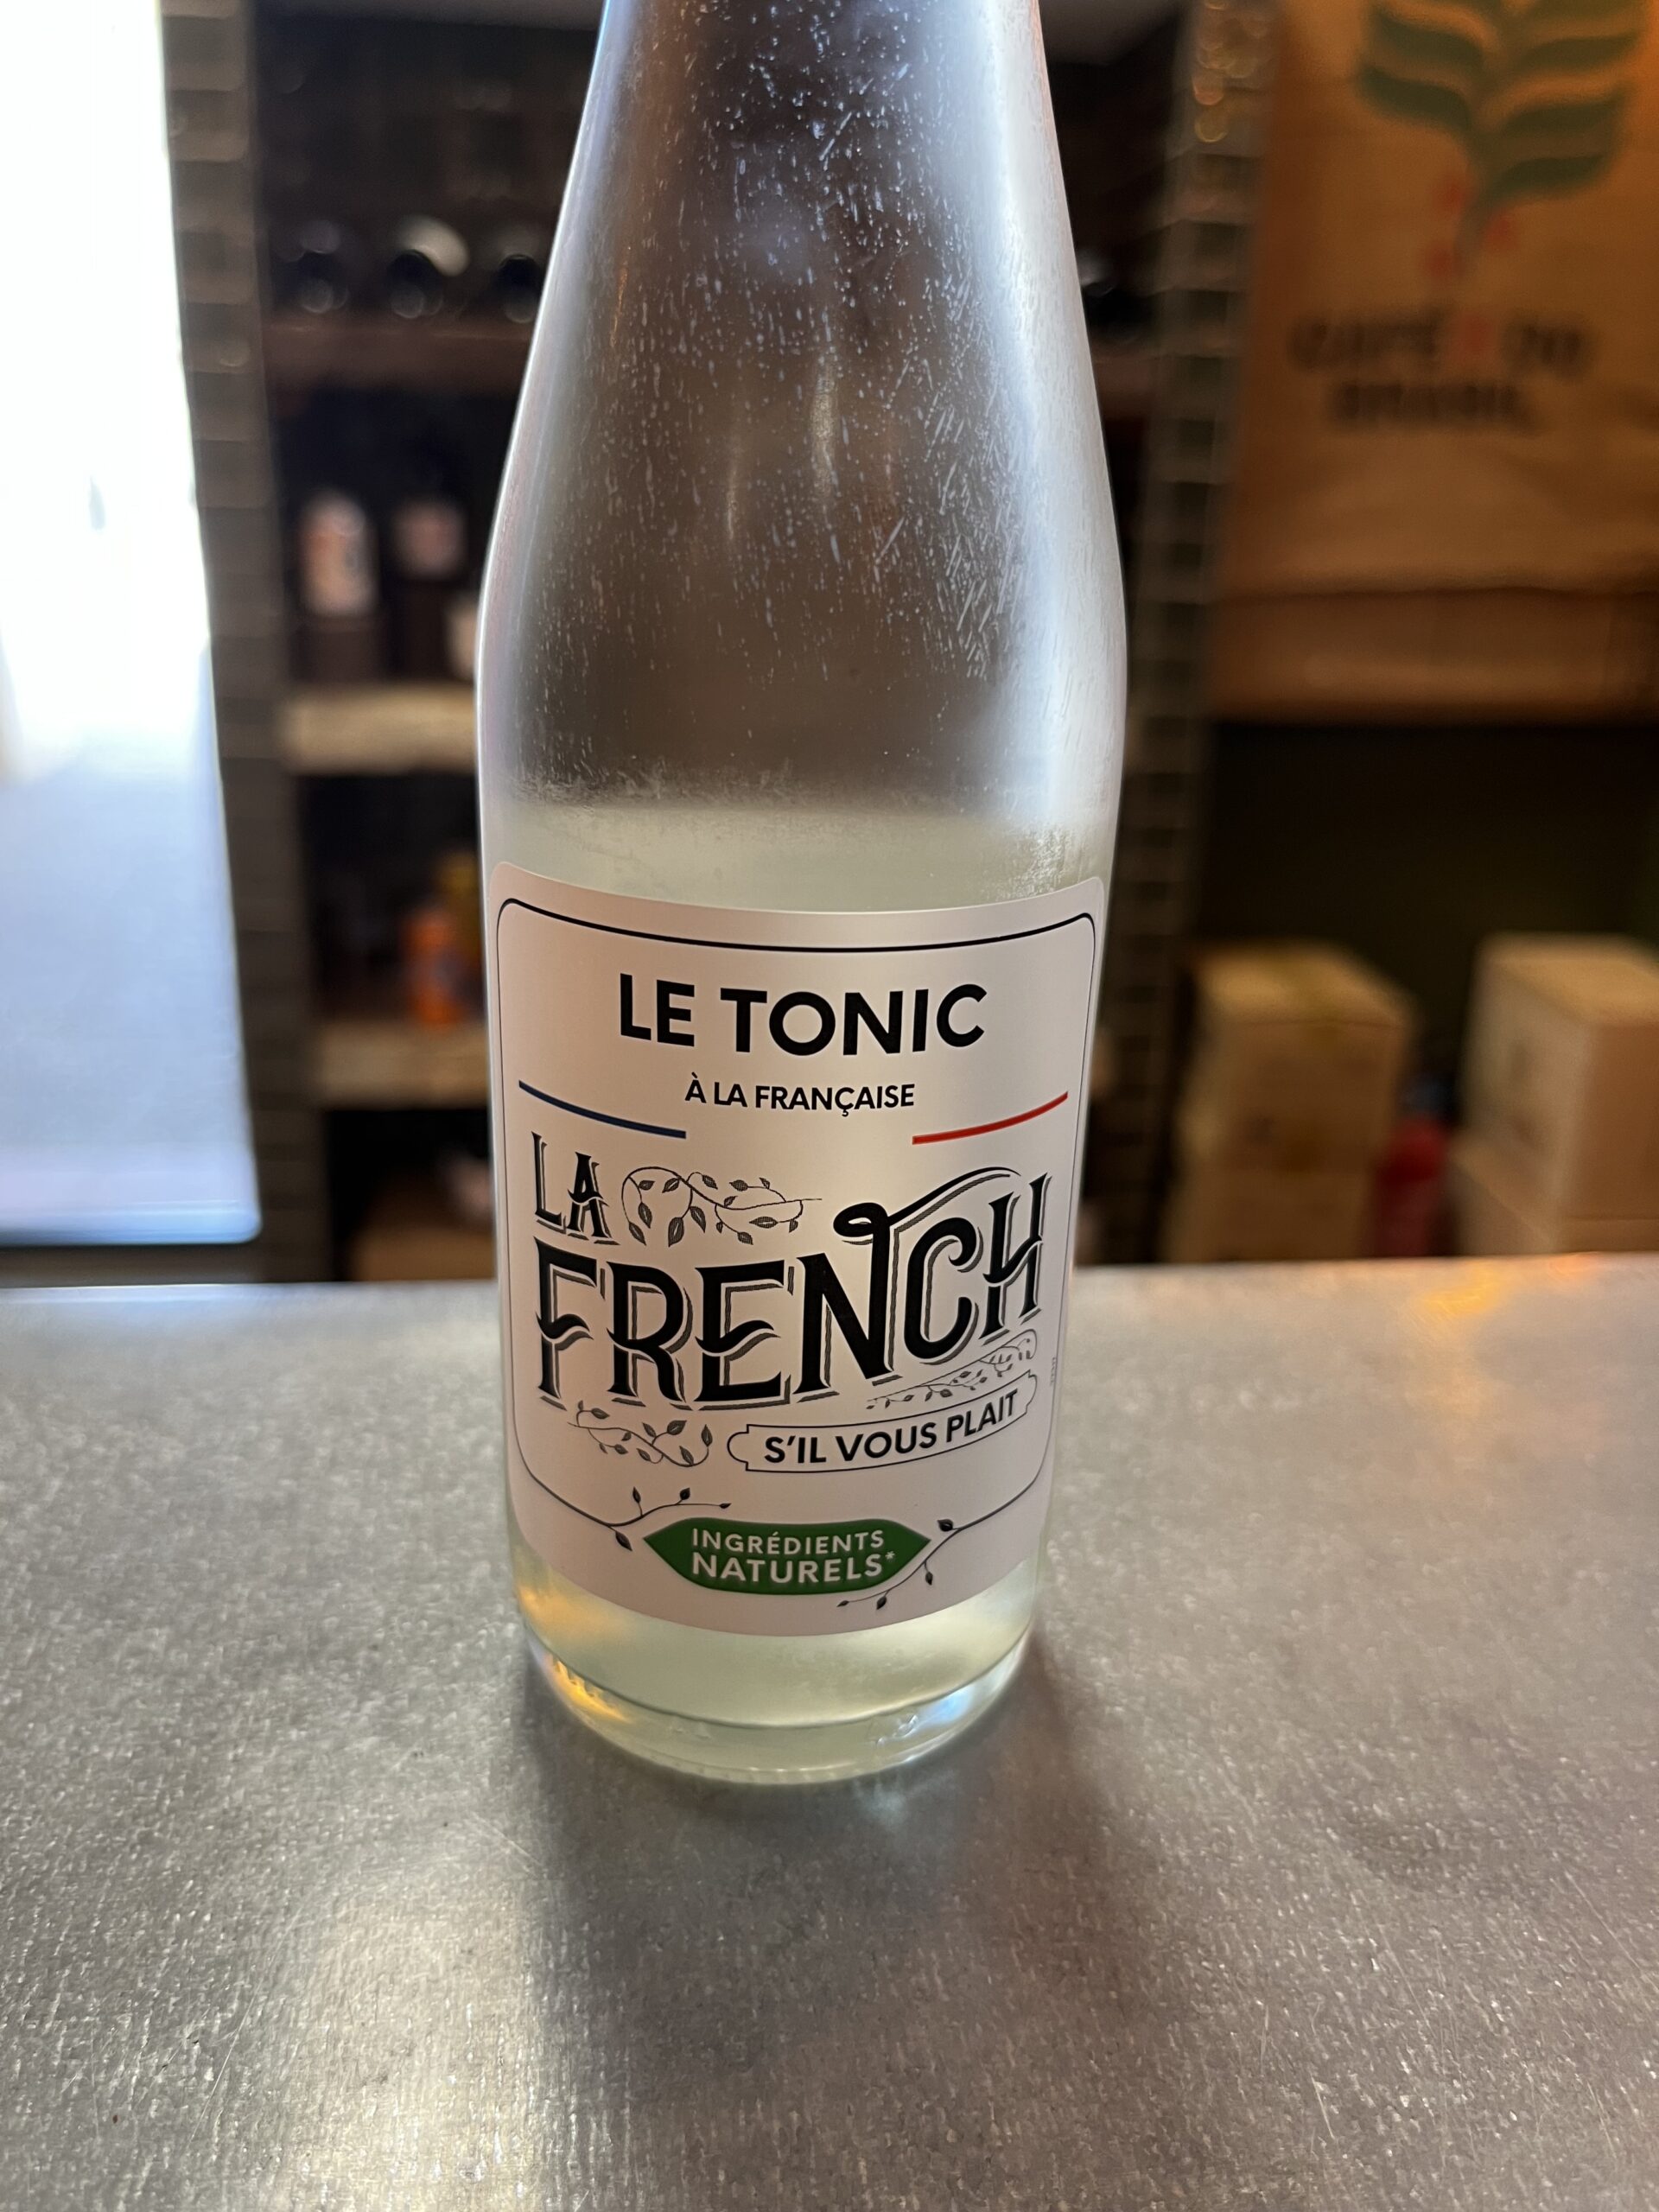 LE TONIC
À LA FRANÇAISE
LA
FRENCH
S'IL VOUS PLAIT
INGRÉDIENTS
NATURELS*